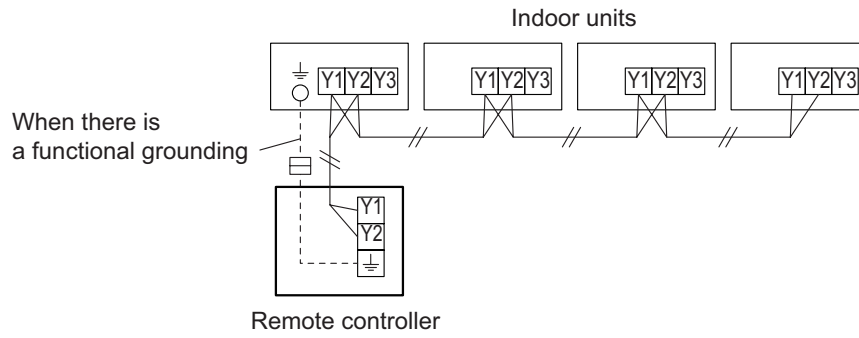 Indoor units
Y1 Y2 Y3 Y1 Y2 Y3 Y1 Y2 Y3 Y1 Y2 Y3
When there is
a functional grounding
Y1
Y2
Remote controller